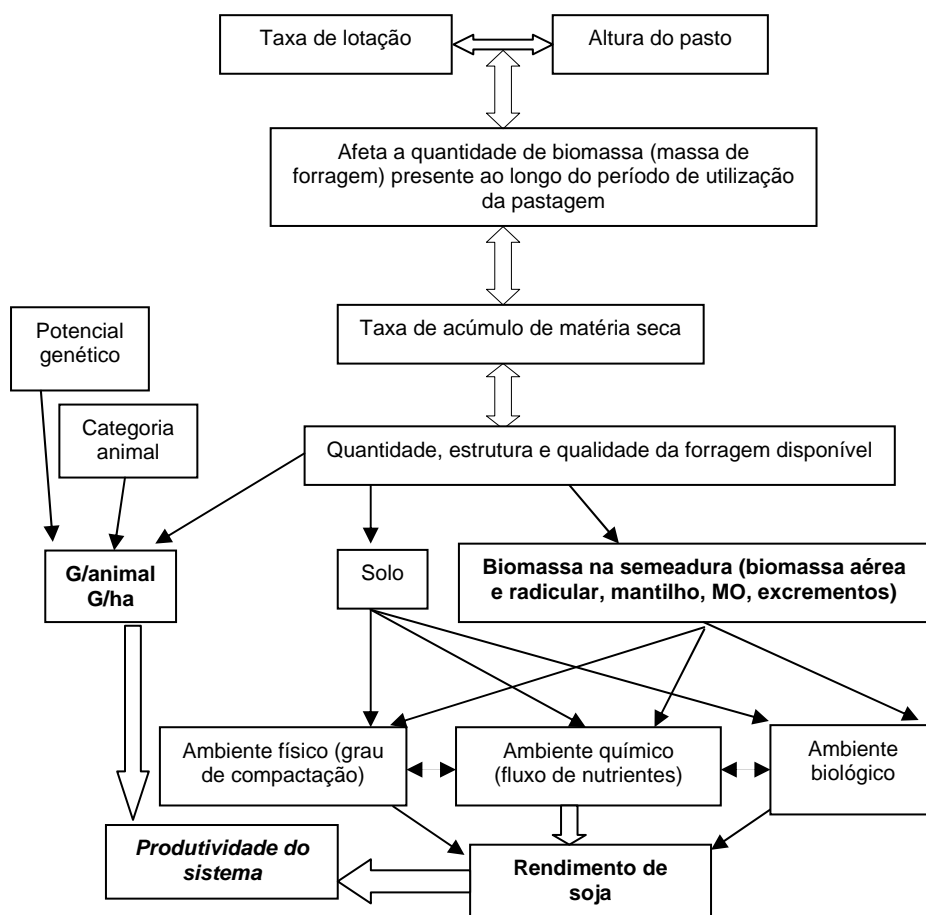 Taxa de lotação
Altura do pasto
Afeta a quantidade de biomassa (massa de
forragem) presente ao longo do período de utilização
da pastagem
Taxa de acúmulo de matéria seca
Potencial
genético
Categoria
animal
Quantidade, estrutura e qualidade da forragem disponível
G/animal
G/ha
Solo
Biomassa na semeadura (biomassa aérea
e radicular, mantilho, MO, excrementos)
Ambiente físico (grau
de compactação)
Ambiente químico
(fluxo de nutrientes)
Ambiente
biológico
Produtividade do
sistema
Rendimento de
soja